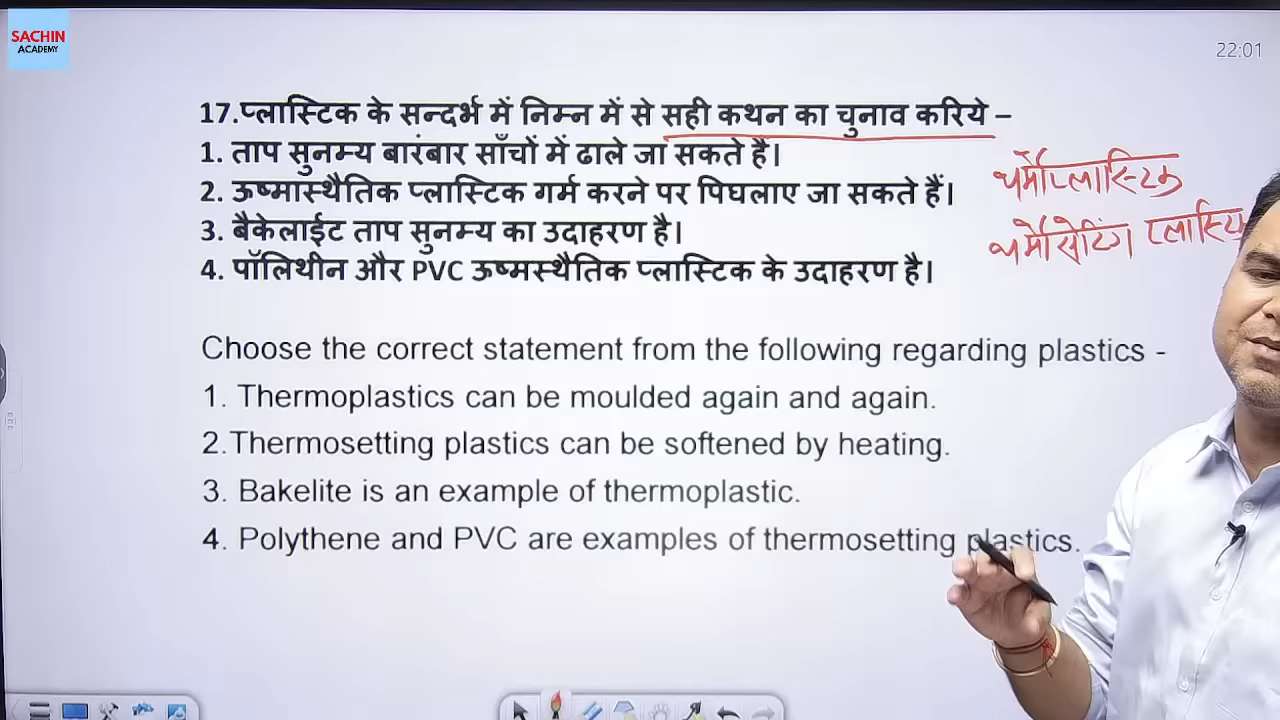 SACHIN
ACADEMY
22:01
17.प्लास्टिक के सन्दर्भ में निम्न में से सही कथन का चुनाव करिये –
1. ताप सुनम्य बारंबार साँचों में ढाले जा सकते हैं।
थर्मोप्लास्टिक
2. ऊष्मास्थैतिक प्लास्टिक गर्म करने पर पिघलाए जा सकते हैं।
3. बैकेलाईट ताप सुनम्य का उदाहरण है।
थर्मोसेटिंग
4. पॉलिथीन और PVC ऊष्मस्थैतिक प्लास्टिक के उदाहरण है।
Choose the correct statement from the following regarding plastics -
1. Thermoplastics can be moulded again and again.
2.Thermosetting plastics can be softened by heating.
3. Bakelite is an example of thermoplastic.
4. Polythene and PVC are examples of thermosetting plastics.